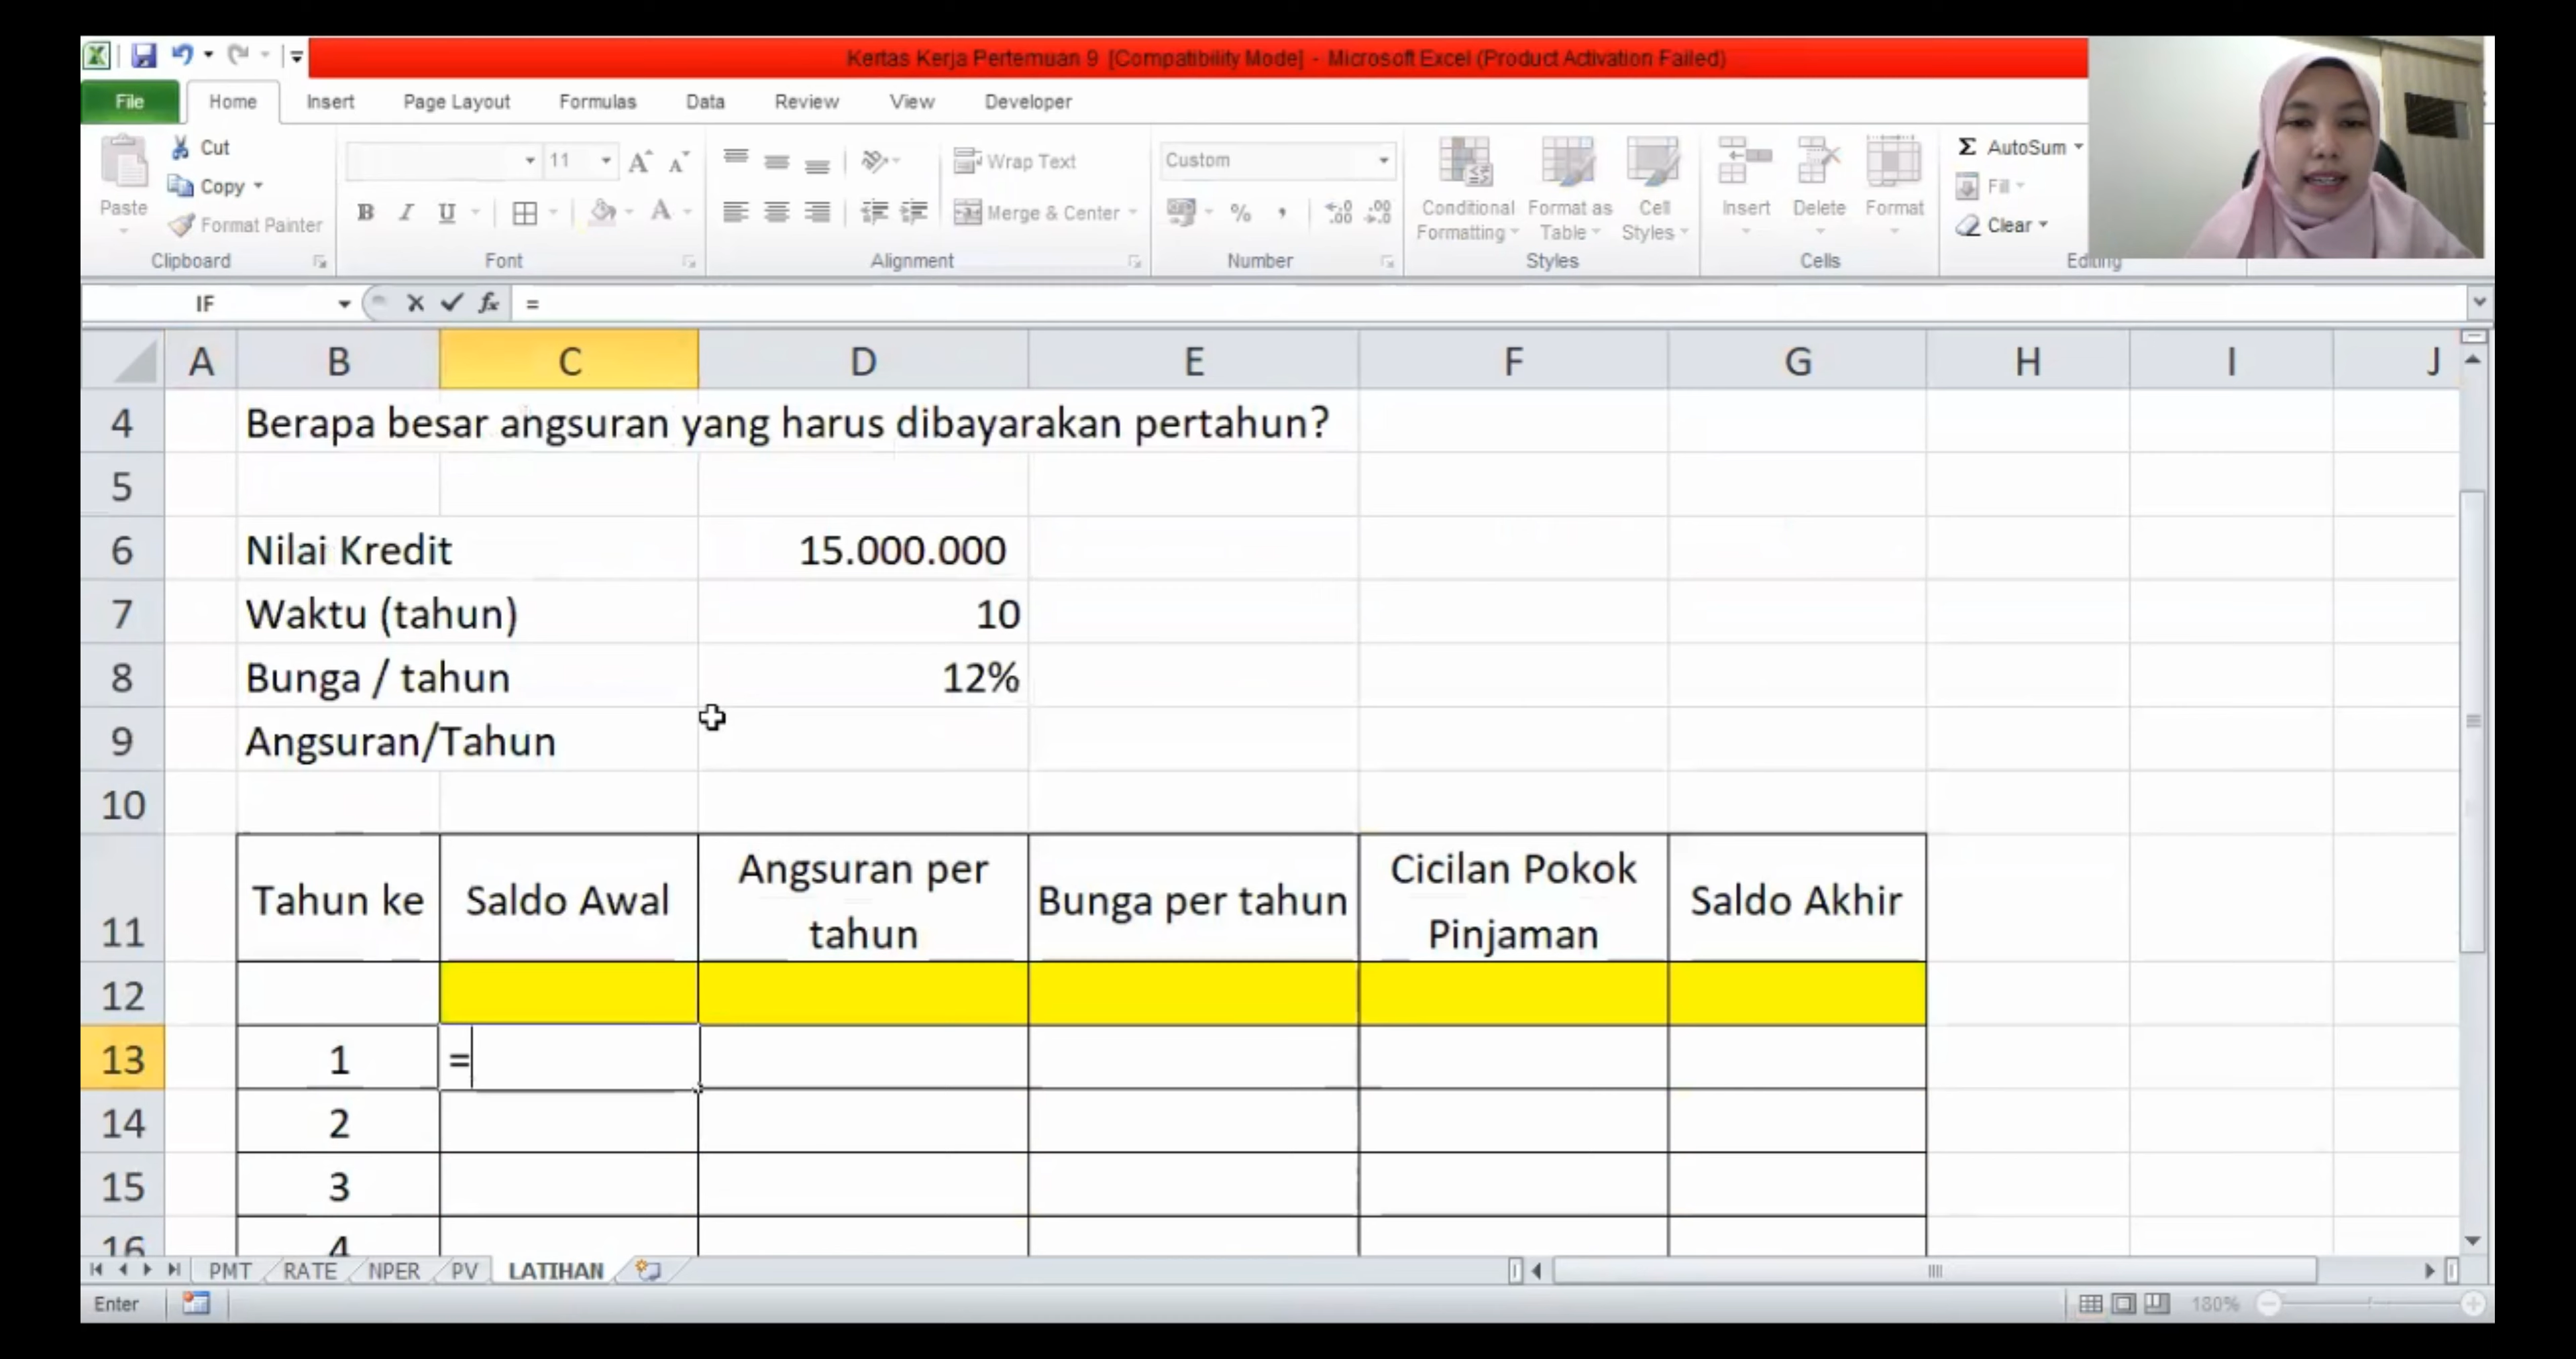 Kertas Kerja Pertemuan 9 [Compatibility Mode] - Microsoft Excel (Product Activation Failed)
File Home Insert Page Layout Formulas Data Review View Developer
Paste
Cut
Copy
Format Painter
Clipboard
11
B I U
Font
Wrap Text
Merge & Center
Alignment
Custom
%
Number
Conditional Formatting
Format as Table
Cell Styles
Styles
Insert Delete Format
Cells
Σ AutoSum
Fill
Clear
Editing
IF fx =
A B C D E F G H I J
4 Berapa besar angsuran yang harus dibayarakan pertahun?
5
6 Nilai Kredit 15.000.000
7 Waktu (tahun) 10
8 Bunga / tahun 12%
9 Angsuran/Tahun
10
11 Tahun ke Saldo Awal Angsuran per tahun Bunga per tahun Cicilan Pokok Pinjaman Saldo Akhir
12
13 1 =
14 2
15 3
16 4
PMT RATE NPER PV LATIHAN
Enter 180%